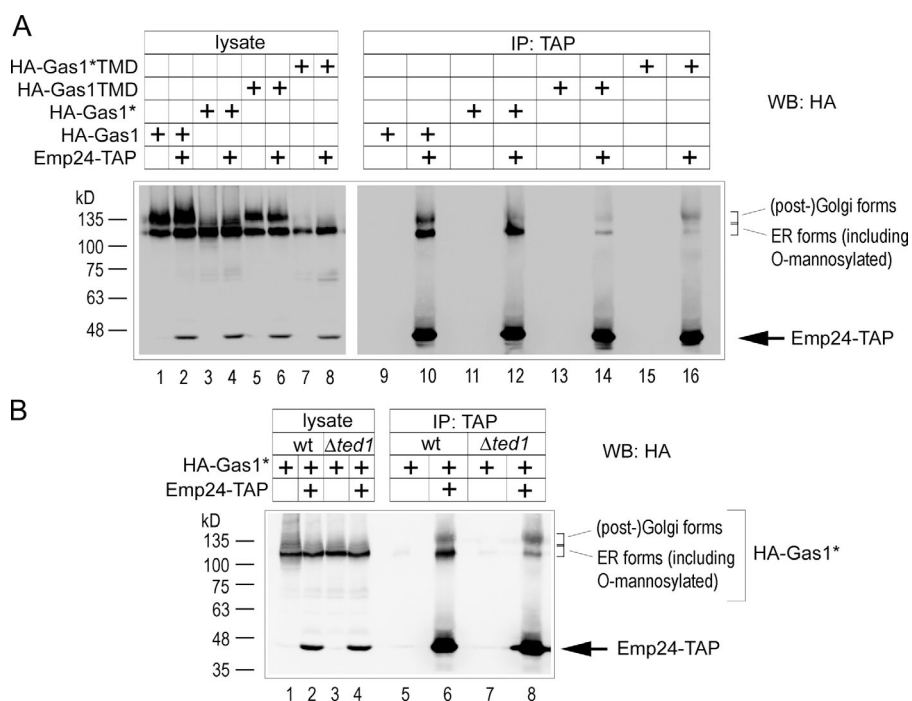 A
lysate
IP: TAP
HA-Gas1*TMD + + + +
HA-Gas1TMD + + + +
HA-Gas1* + + + +
HA-Gas1 + + + +
Emp24-TAP + + + + + + + +
WB: HA
kD
135
100
75
63
48
(post-)Golgi forms
ER forms (including
O-mannosylated)
Emp24-TAP
1 2 3 4 5 6 7 8 9 10 11 12 13 14 15 16
B
lysate
IP: TAP
wt Δted1 wt Δted1
WB: HA
HA-Gas1* + + + + + + + +
Emp24-TAP + + + +
kD
135
100
75
63
48
35
(post-)Golgi forms
ER forms (including
O-mannosylated)
HA-Gas1*
Emp24-TAP
1 2 3 4 5 6 7 8